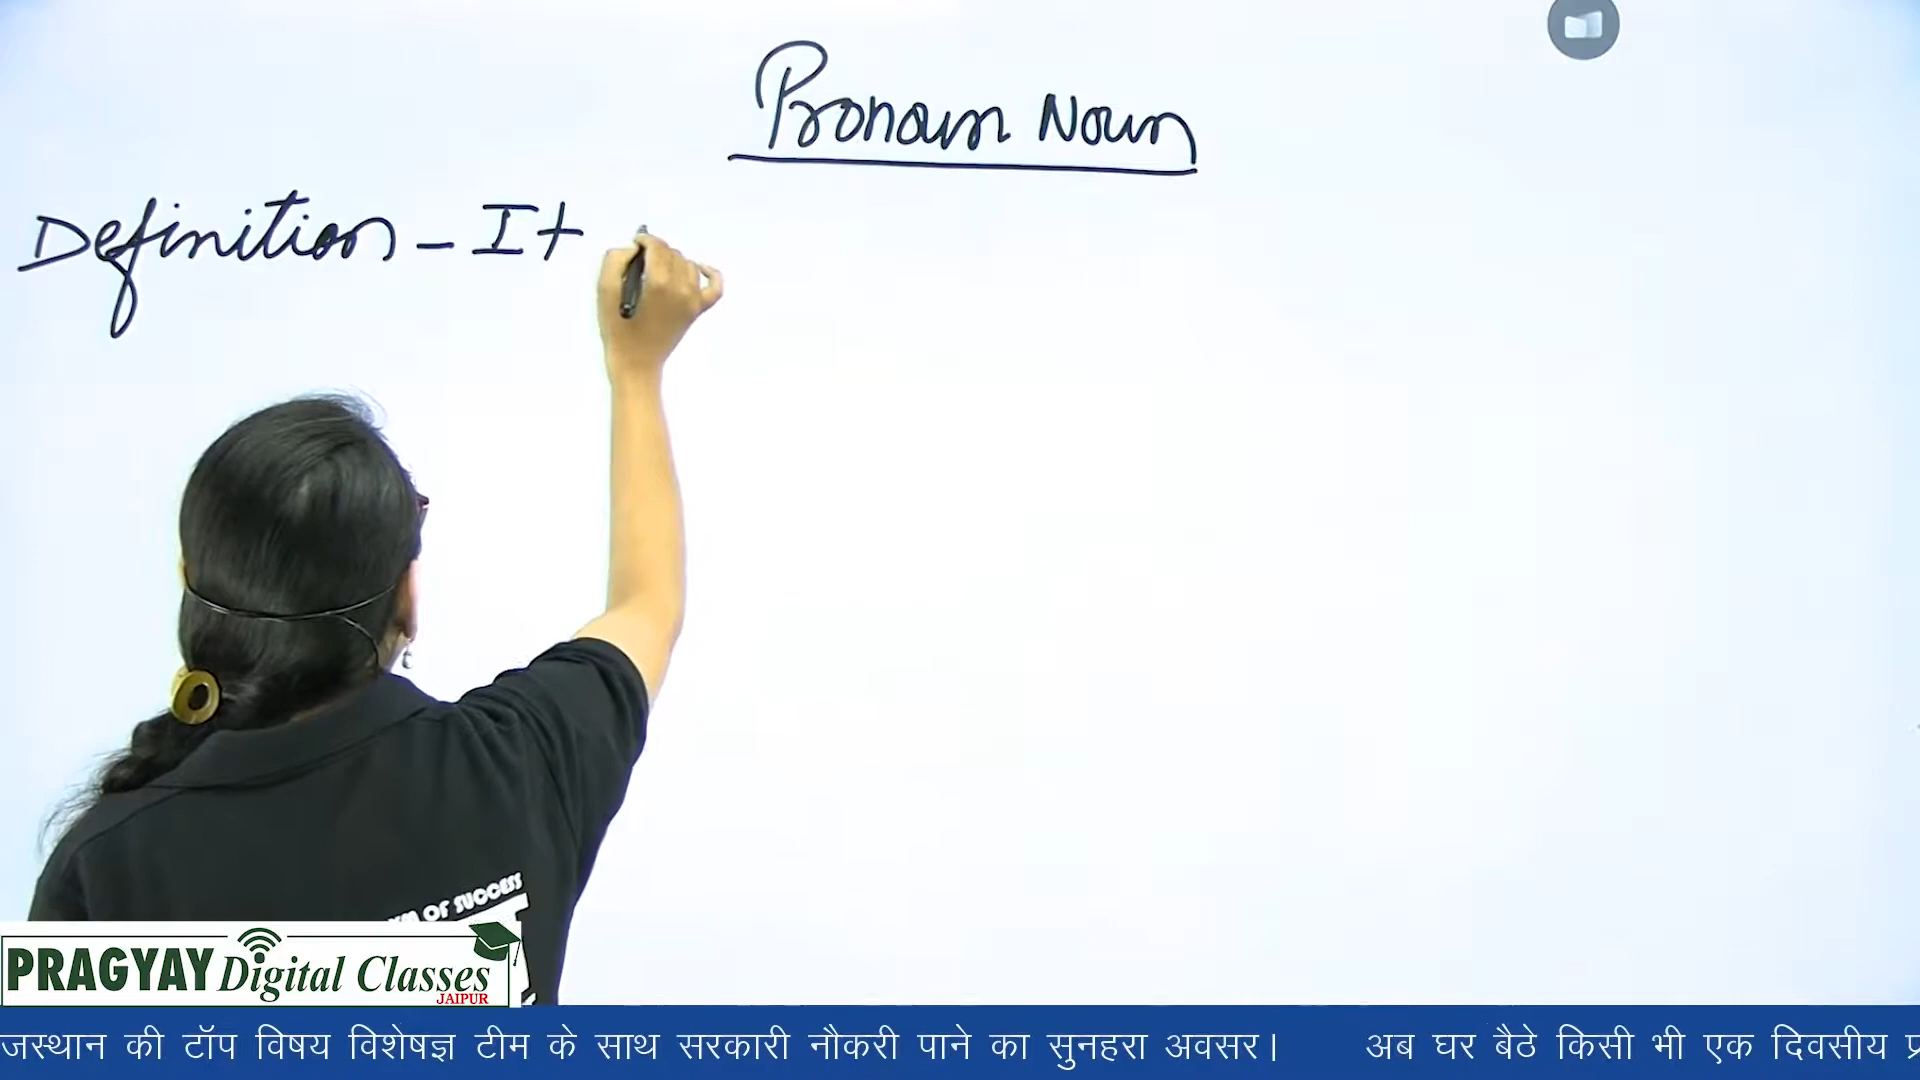 Pronoun Noun
Definition - It
OF SUCCESS
PRAGYAY Digital Classes
JAIPUR
जस्थान की टॉप विषय विशेषज्ञ टीम के साथ सरकारी नौकरी पाने का सुनहरा अवसर। अब घर बैठे किसी भी एक दिवसीय प्र